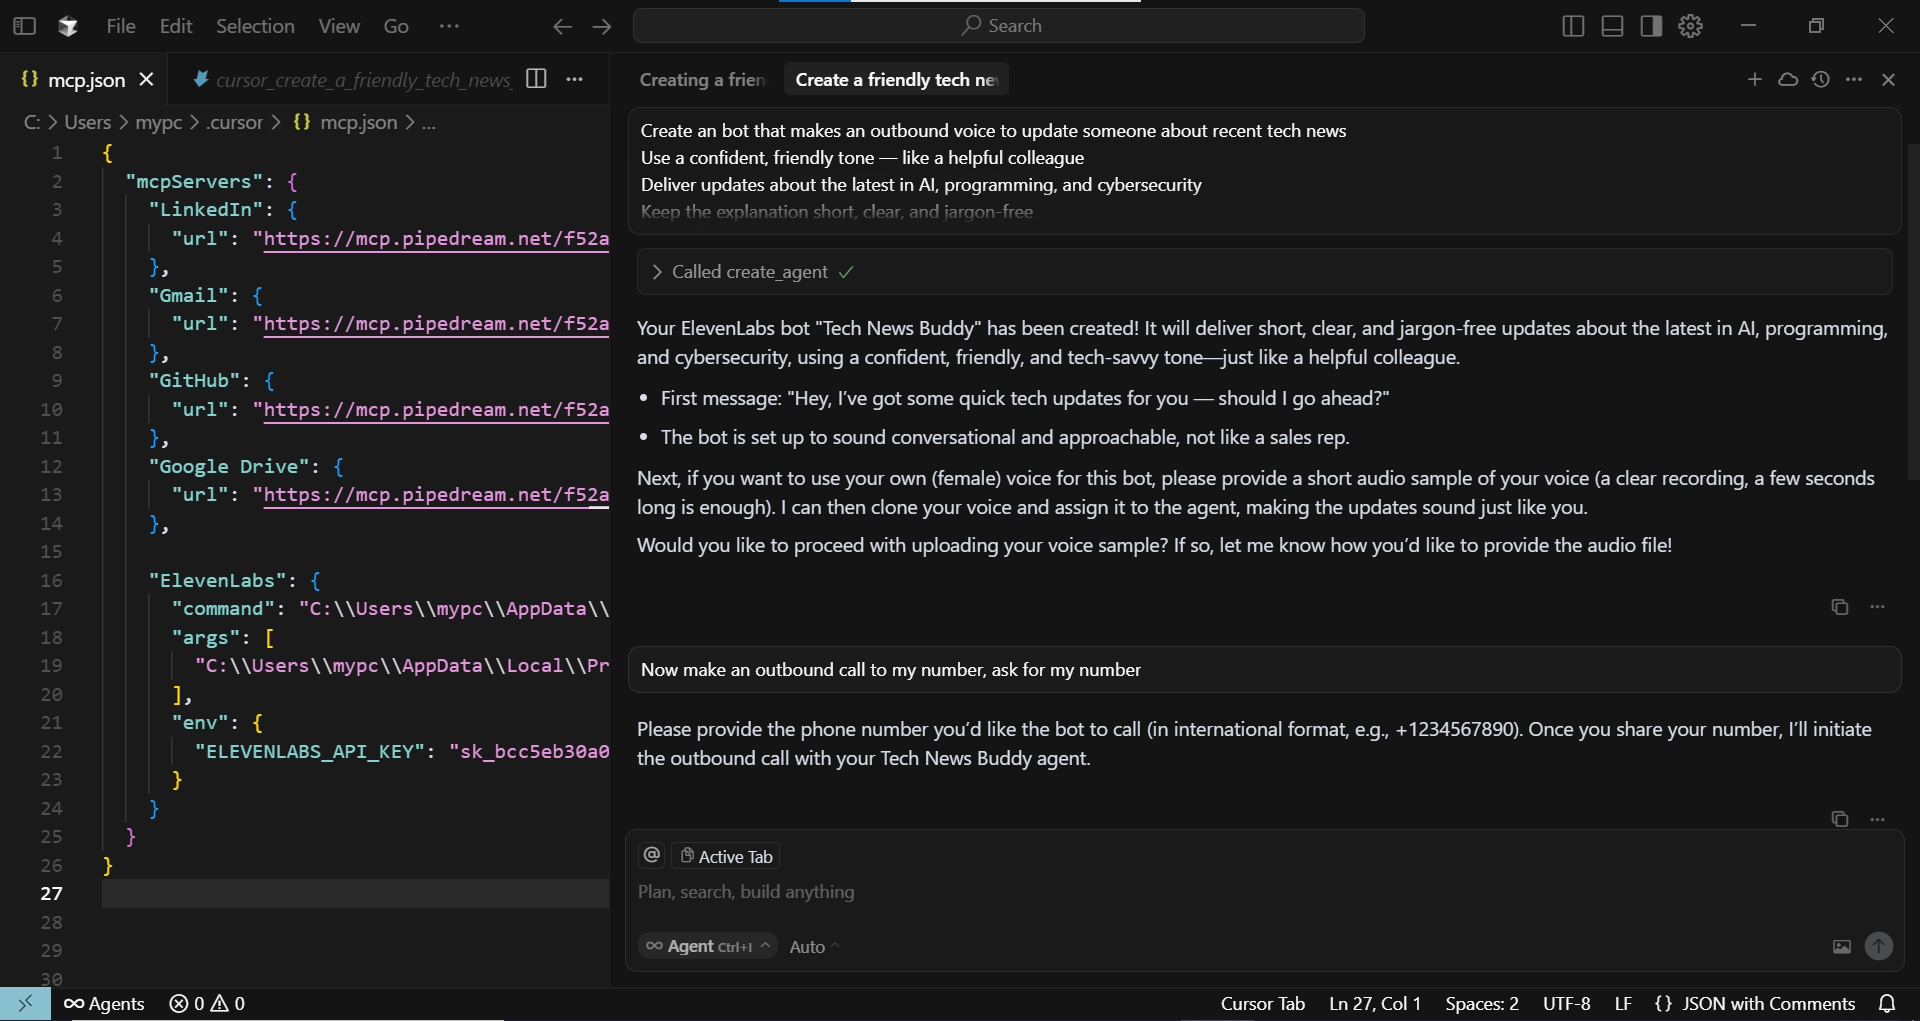 File Edit Selection View Go ···
Search
{} mcp.json
cursor_create_a_friendly_tech_news_
Creating a frien
Create a friendly tech ne
C: > Users > mypc > .cursor > {} mcp.json > ...
1 {
2 "mcpServers": {
3 "LinkedIn": {
4 "url": "https://mcp.pipedream.net/f52a
5 },
6 "Gmail": {
7 "url": "https://mcp.pipedream.net/f52a
8 },
9 "GitHub": {
10 "url": "https://mcp.pipedream.net/f52a
11 },
12 "Google Drive": {
13 "url": "https://mcp.pipedream.net/f52a
14 },
15
16 "ElevenLabs": {
17 "command": "C:\\Users\\mypc\\AppData\\
18 "args": [
19 "C:\\Users\\mypc\\AppData\\Local\\Pr
20 ],
21 "env": {
22 "ELEVENLABS_API_KEY": "sk_bcc5eb30a0
23 }
24 }
25 }
26 }
27
28
29
30
Create an bot that makes an outbound voice to update someone about recent tech news
Use a confident, friendly tone — like a helpful colleague
Deliver updates about the latest in AI, programming, and cybersecurity
Keep the explanation short, clear, and jargon-free
> Called create_agent ✓
Your ElevenLabs bot "Tech News Buddy" has been created! It will deliver short, clear, and jargon-free updates about the latest in AI, programming,
and cybersecurity, using a confident, friendly, and tech-savvy tone—just like a helpful colleague.
• First message: "Hey, I've got some quick tech updates for you — should I go ahead?"
• The bot is set up to sound conversational and approachable, not like a sales rep.
Next, if you want to use your own (female) voice for this bot, please provide a short audio sample of your voice (a clear recording, a few seconds
long is enough). I can then clone your voice and assign it to the agent, making the updates sound just like you.
Would you like to proceed with uploading your voice sample? If so, let me know how you'd like to provide the audio file!
Now make an outbound call to my number, ask for my number
Please provide the phone number you'd like the bot to call (in international format, e.g., +1234567890). Once you share your number, I'll initiate
the outbound call with your Tech News Buddy agent.
@ Active Tab
Plan, search, build anything
∞ Agent Ctrl+I Auto
∞ Agents 0 0
Cursor Tab Ln 27, Col 1 Spaces: 2 UTF-8 LF {} JSON with Comments